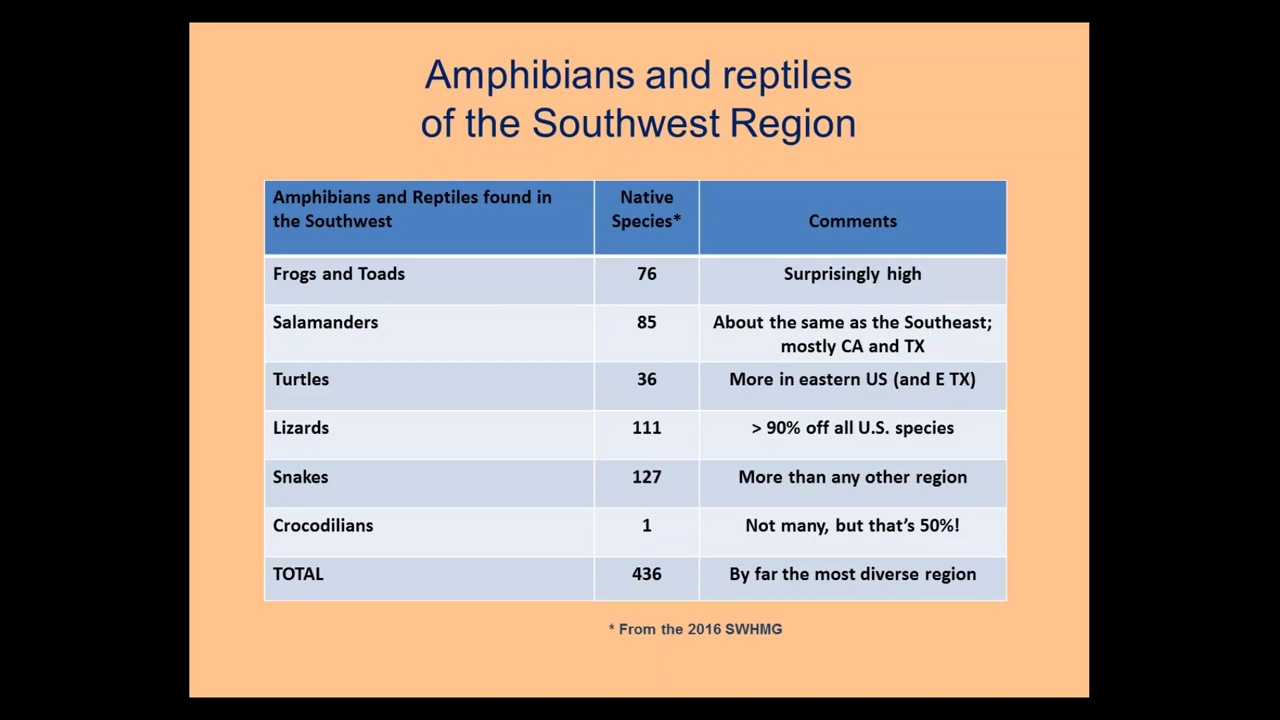 Amphibians and reptiles
of the Southwest Region
Amphibians and Reptiles found in
the Southwest
Native
Species*
Comments
Frogs and Toads 76 Surprisingly high
Salamanders 85 About the same as the Southeast;
mostly CA and TX
Turtles 36 More in eastern US (and E TX)
Lizards 111 > 90% off all U.S. species
Snakes 127 More than any other region
Crocodilians 1 Not many, but that's 50%!
TOTAL 436 By far the most diverse region
* From the 2016 SWHMG